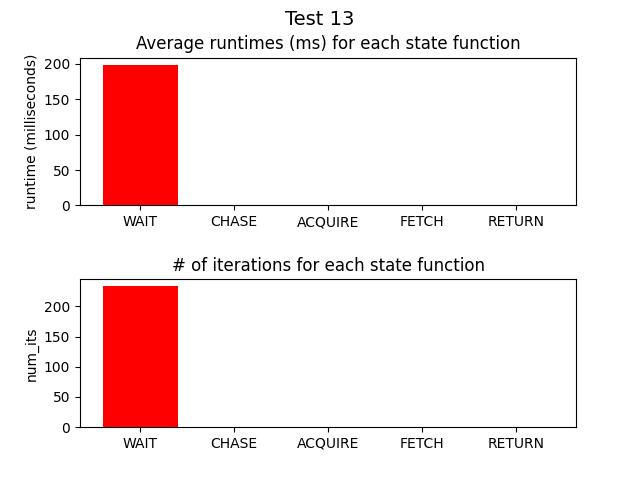 Test 13
Average runtimes (ms) for each state function
runtime (milliseconds)
200
150
100
50
0
WAIT CHASE ACQUIRE FETCH RETURN
# of iterations for each state function
num_its
200
150
100
50
0
WAIT CHASE ACQUIRE FETCH RETURN